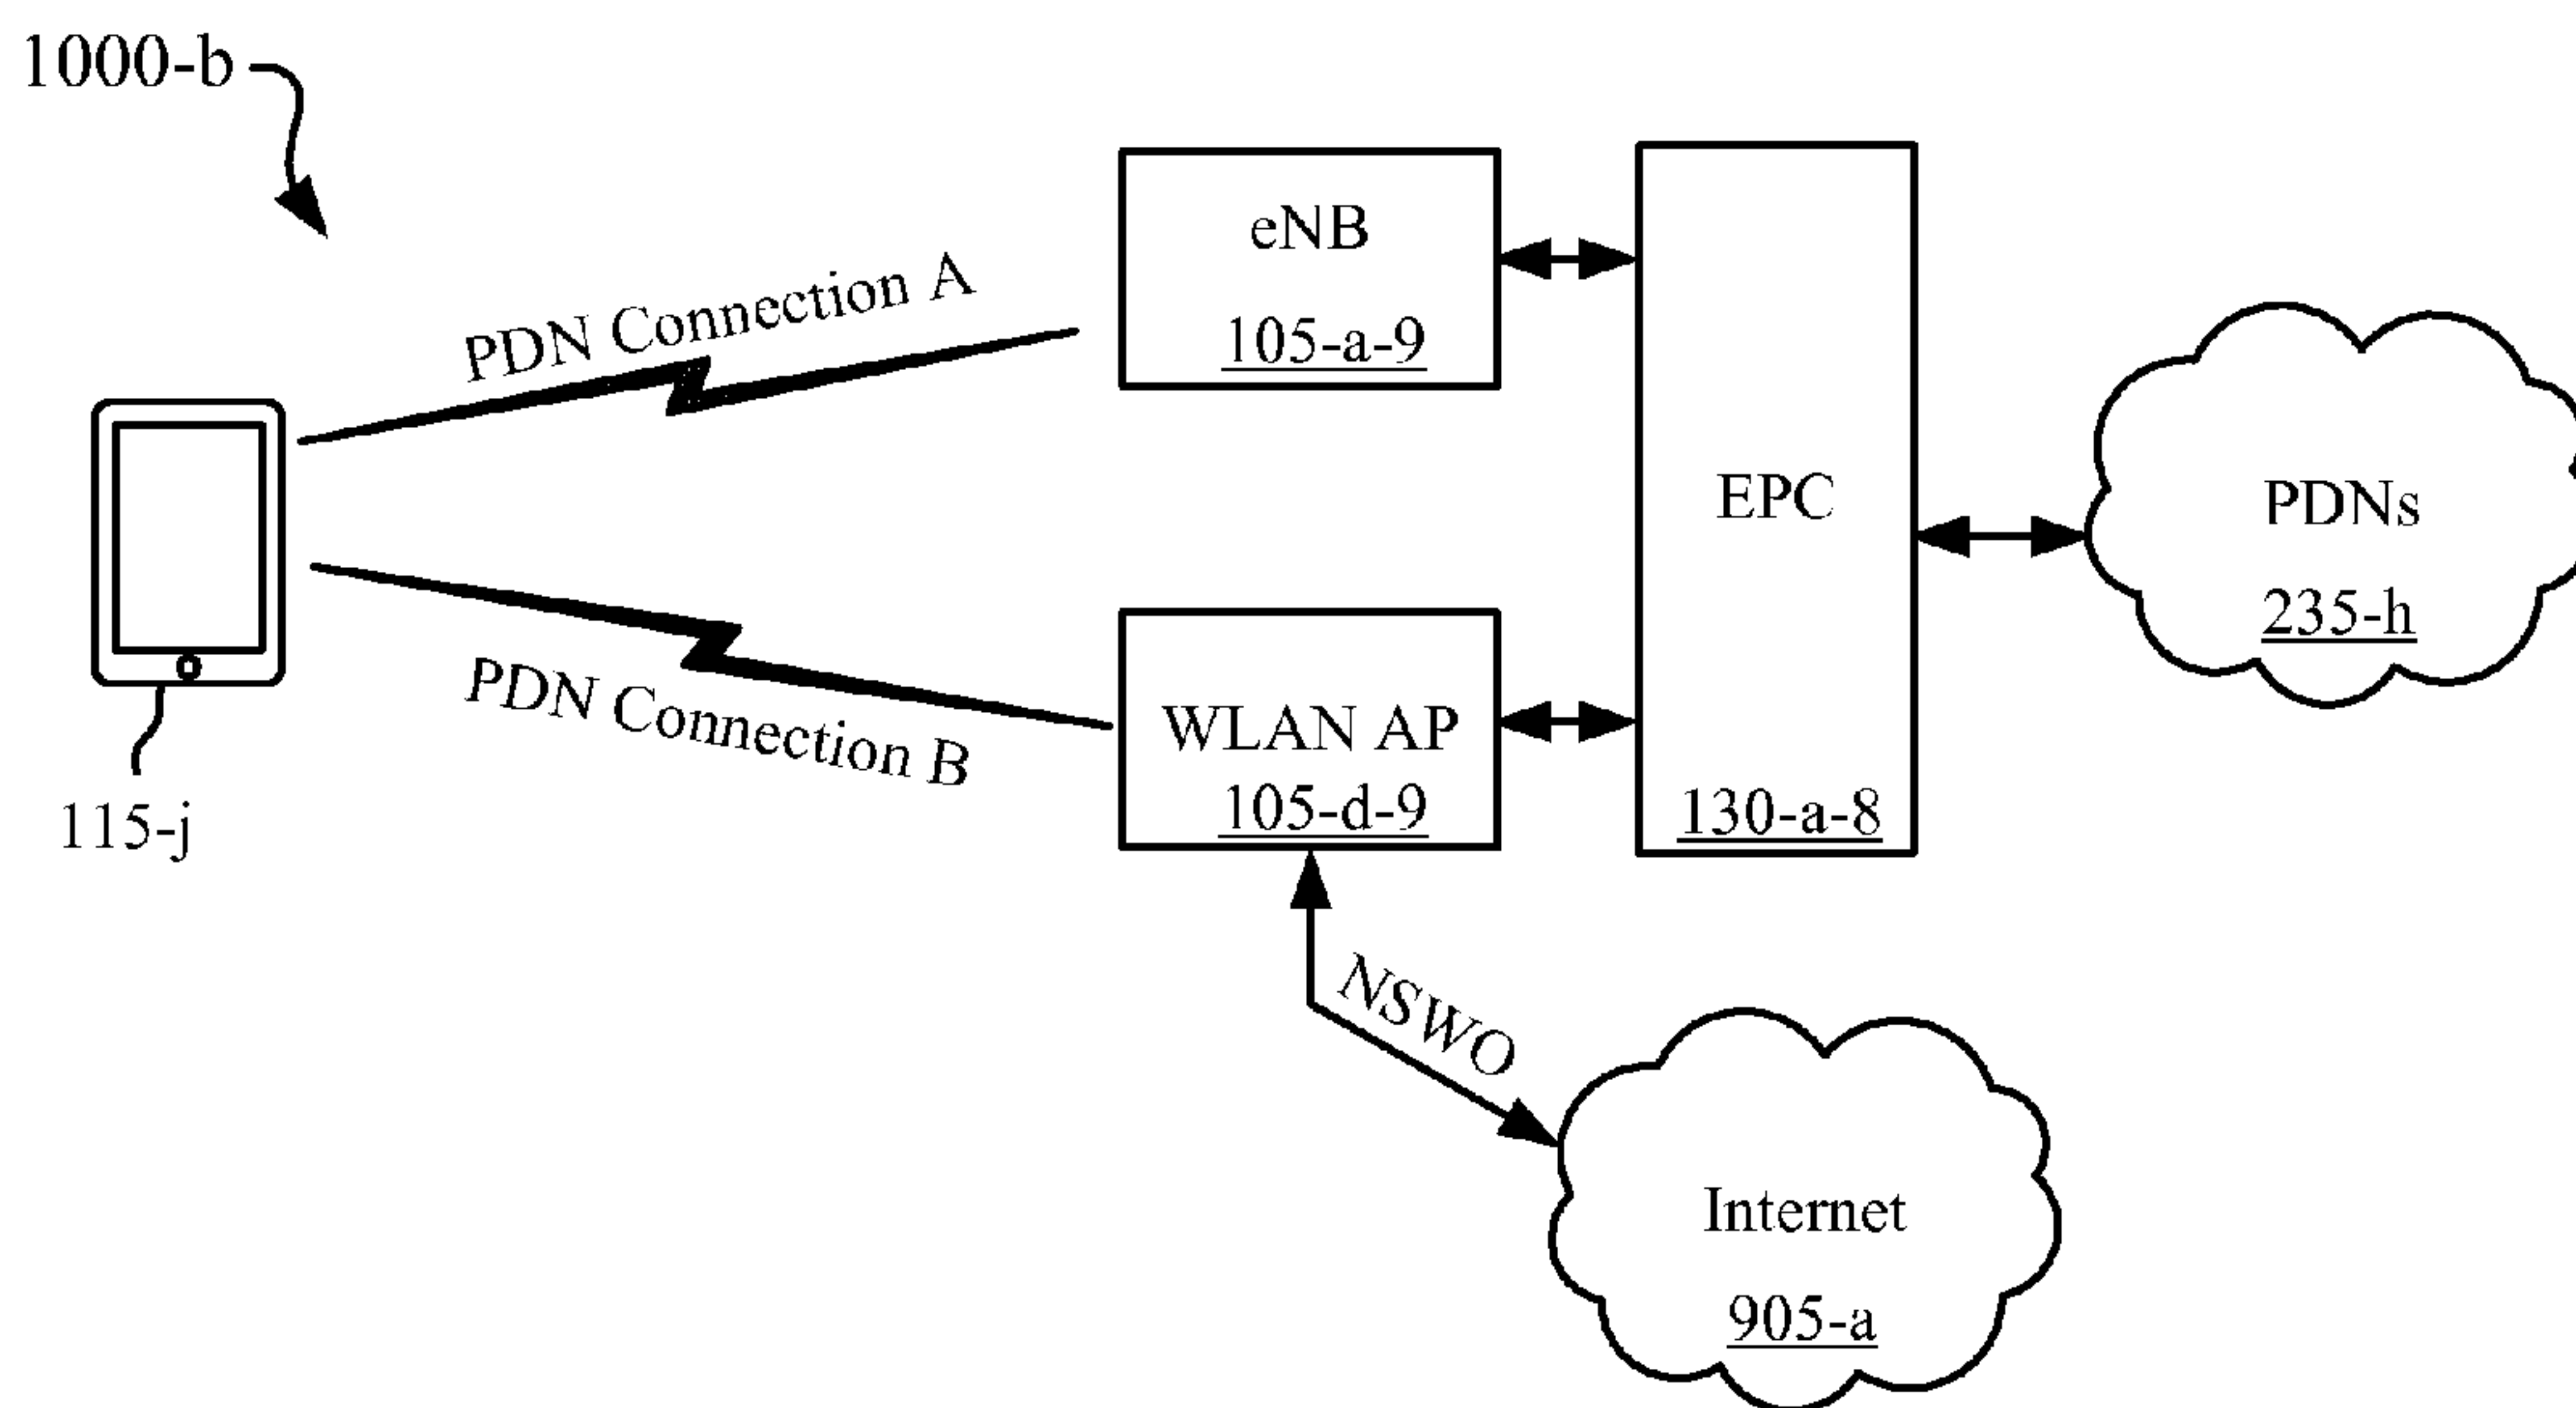 1000-b
PDN Connection A
eNB
105-a-9
EPC
130-a-8
PDNs
235-h
115-j
PDN Connection B
WLAN AP
105-d-9
NSWO
Internet
905-a